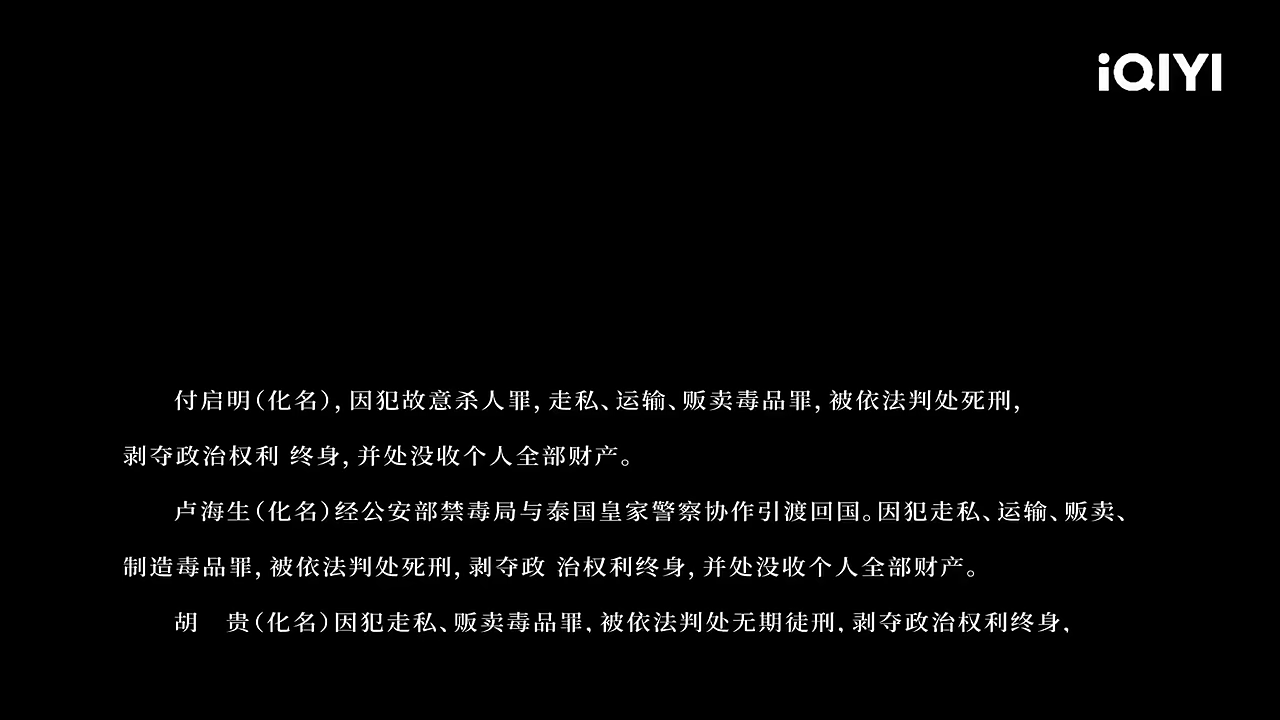 iQIYI
付启明(化名),因犯故意杀人罪,走私、运输、贩卖毒品罪,被依法判处死刑,
剥夺政治权利 终身,并处没收个人全部财产。
卢海生(化名)经公安部禁毒局与泰国皇家警察协作引渡回国。因犯走私、运输、贩卖、
制造毒品罪,被依法判处死刑,剥夺政 治权利终身,并处没收个人全部财产。
胡　贵(化名)因犯走私、贩卖毒品罪,被依法判处无期徒刑,剥夺政治权利终身,